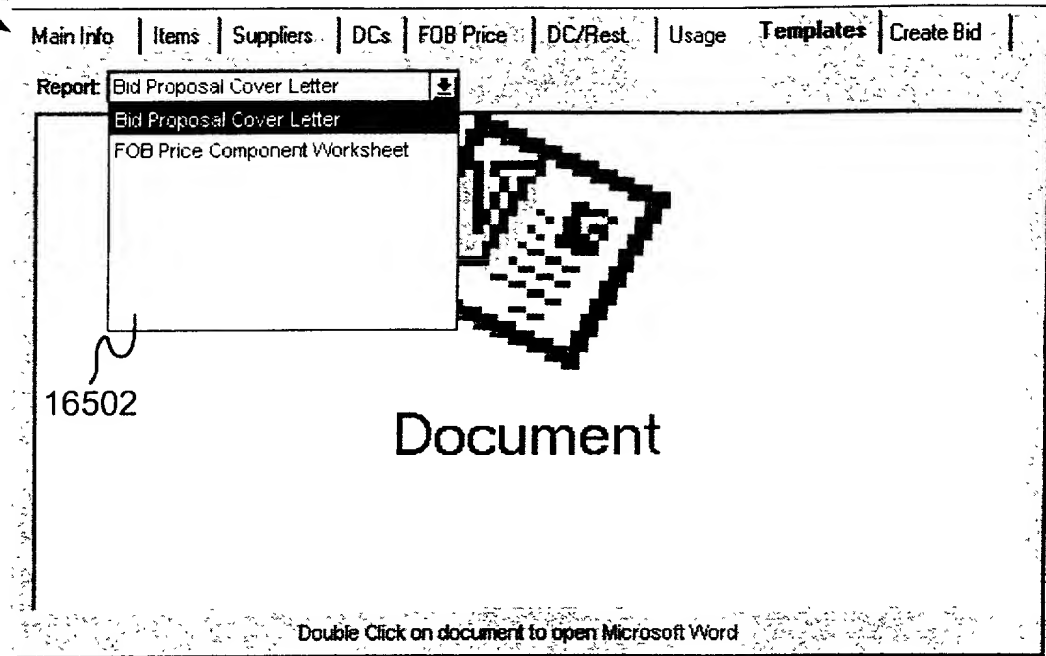 Main Info Items Suppliers DCs FOB Price DC/Rest. Usage Templates Create Bid
Report: Bid Proposal Cover Letter
Bid Proposal Cover Letter
FOB Price Component Worksheet
16502
Document
Double Click on document to open Microsoft Word